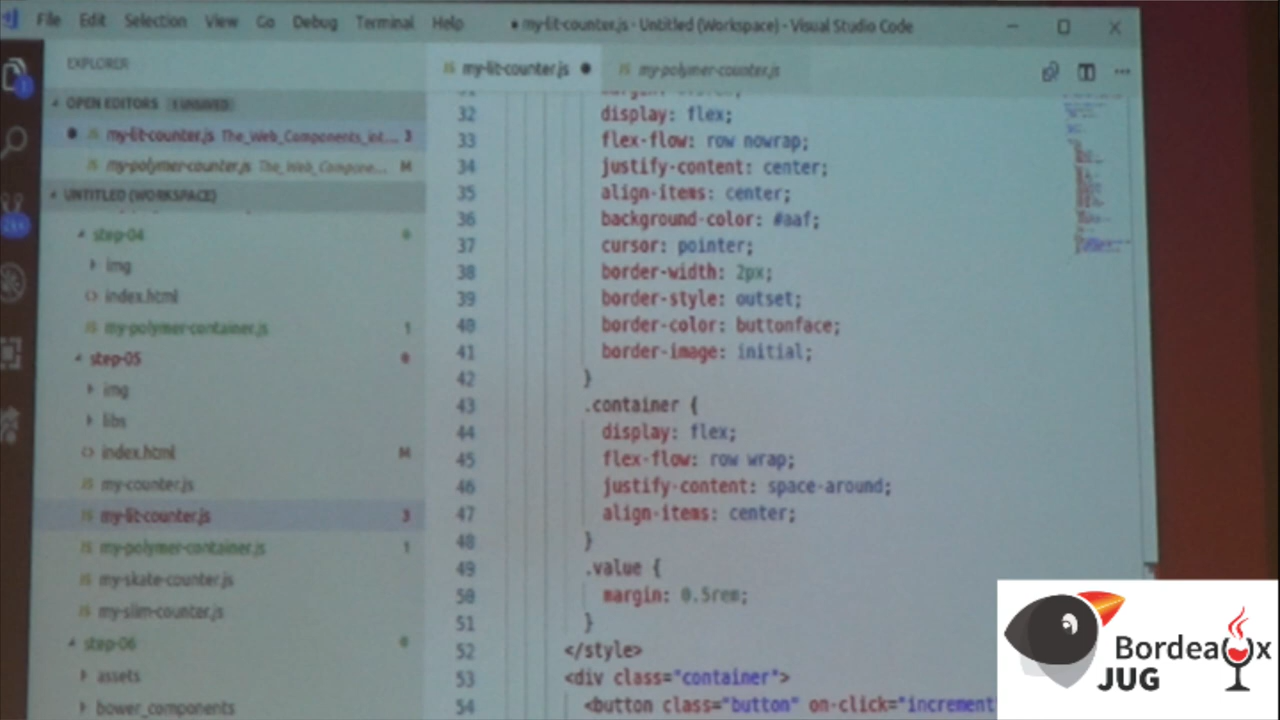 File Edit Selection View Go Debug Terminal Help
● my-lit-counter.js - Untitled (Workspace) - Visual Studio Code
EXPLORER
OPEN EDITORS 1 UNSAVED
my-lit-counter.js The_Web_Components_int... 3
my-polymer-counter.js The_Web_Compone... M
UNTITLED (WORKSPACE)
step-04
img
index.html
my-polymer-container.js 1
step-05
img
libs
index.html M
my-counter.js
my-lit-counter.js 3
my-polymer-container.js 1
my-skate-counter.js
my-slim-counter.js
step-06
assets
bower_components
my-lit-counter.js ●
my-polymer-counter.js
32 display: flex;
33 flex-flow: row nowrap;
34 justify-content: center;
35 align-items: center;
36 background-color: #aaf;
37 cursor: pointer;
38 border-width: 2px;
39 border-style: outset;
40 border-color: buttonface;
41 border-image: initial;
42 }
43 .container {
44 display: flex;
45 flex-flow: row wrap;
46 justify-content: space-around;
47 align-items: center;
48 }
49 .value {
50 margin: 0.5rem;
51 }
52 </style>
53 <div class="container">
54 <button class="button" on-click="increment
Bordeaux
JUG